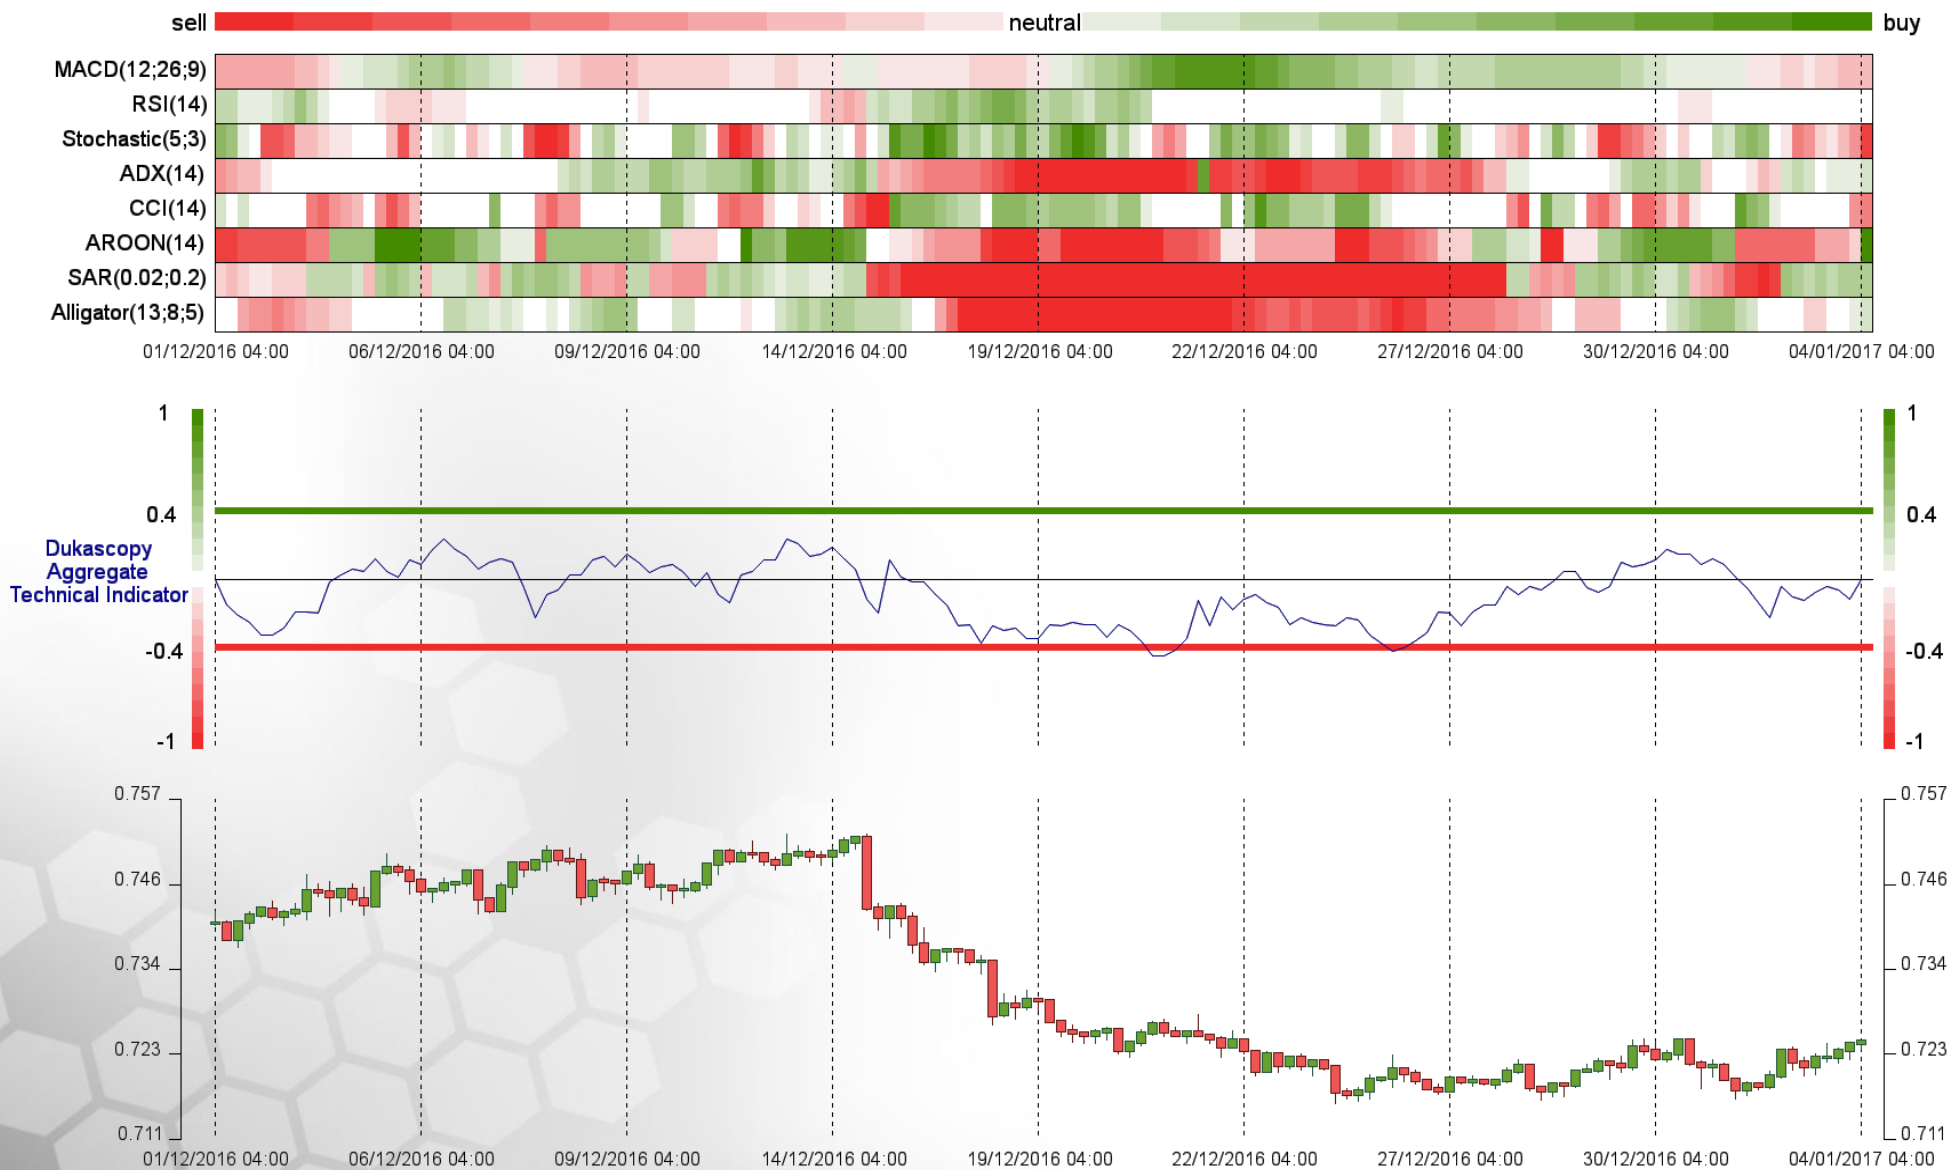 sell neutral buy
MACD(12;26;9)
RSI(14)
Stochastic(5;3)
ADX(14)
CCI(14)
AROON(14)
SAR(0.02;0.2)
Alligator(13;8;5)
01/12/2016 04:00 06/12/2016 04:00 09/12/2016 04:00 14/12/2016 04:00 19/12/2016 04:00 22/12/2016 04:00 27/12/2016 04:00 30/12/2016 04:00 04/01/2017 04:00
1 1
0.4 0.4
Dukascopy
Aggregate
Technical Indicator
-0.4 -0.4
-1 -1
0.757 0.757
0.746 0.746
0.734 0.734
0.723 0.723
0.711 0.711
01/12/2016 04:00 06/12/2016 04:00 09/12/2016 04:00 14/12/2016 04:00 19/12/2016 04:00 22/12/2016 04:00 27/12/2016 04:00 30/12/2016 04:00 04/01/2017 04:00